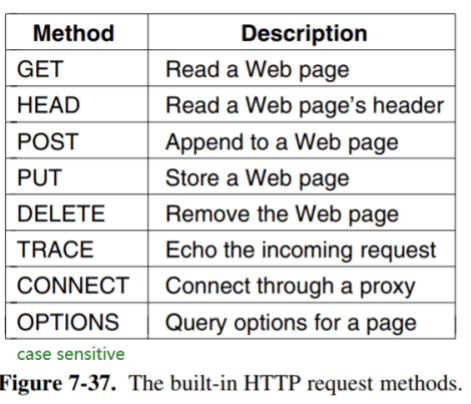 Method Description
GET Read a Web page
HEAD Read a Web page's header
POST Append to a Web page
PUT Store a Web page
DELETE Remove the Web page
TRACE Echo the incoming request
CONNECT Connect through a proxy
OPTIONS Query options for a page
case sensitive
Figure 7-37. The built-in HTTP request methods.